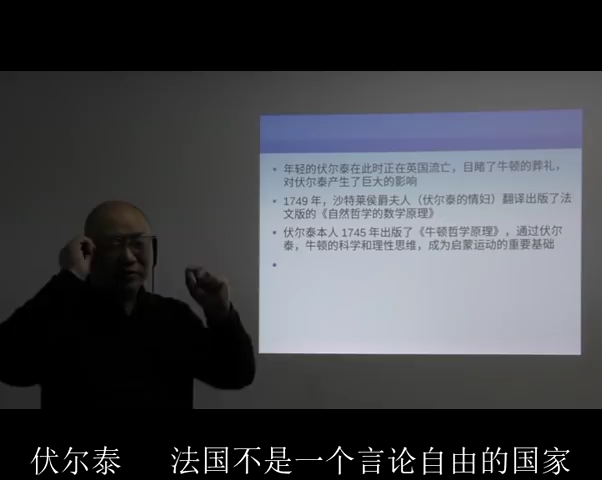 • 年轻的伏尔泰在此时正在英国流亡，目睹了牛顿的葬礼，
对伏尔泰产生了巨大的影响
• 1749 年，沙特莱侯爵夫人（伏尔泰的情妇）翻译出版了法
文版的《自然哲学的数学原理》
• 伏尔泰本人 1745 年出版了《牛顿哲学原理》，通过伏尔
泰，牛顿的科学和理性思维，成为启蒙运动的重要基础
•
伏尔泰 法国不是一个言论自由的国家